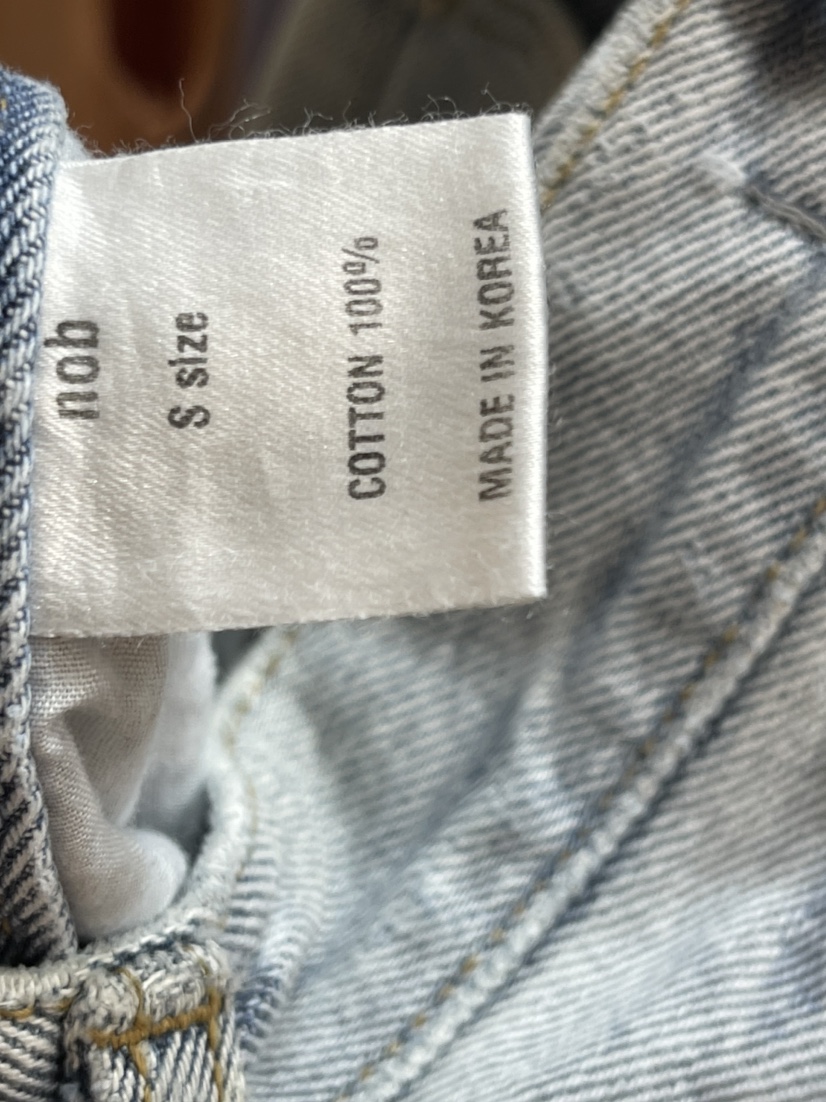 nob
S size
COTTON 100%
MADE IN KOREA